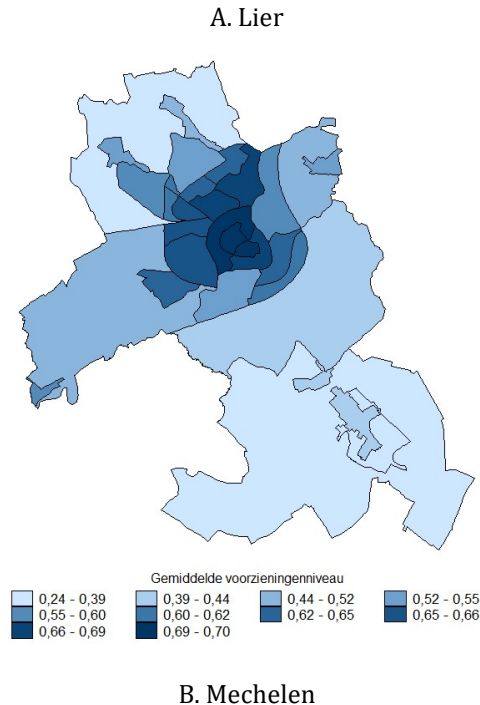 A. Lier
Gemiddelde voorzieningenniveau
0,24 - 0,39 0,39 - 0,44 0,44 - 0,52 0,52 - 0,55
0,55 - 0,60 0,60 - 0,62 0,62 - 0,65 0,65 - 0,66
0,66 - 0,69 0,69 - 0,70
B. Mechelen